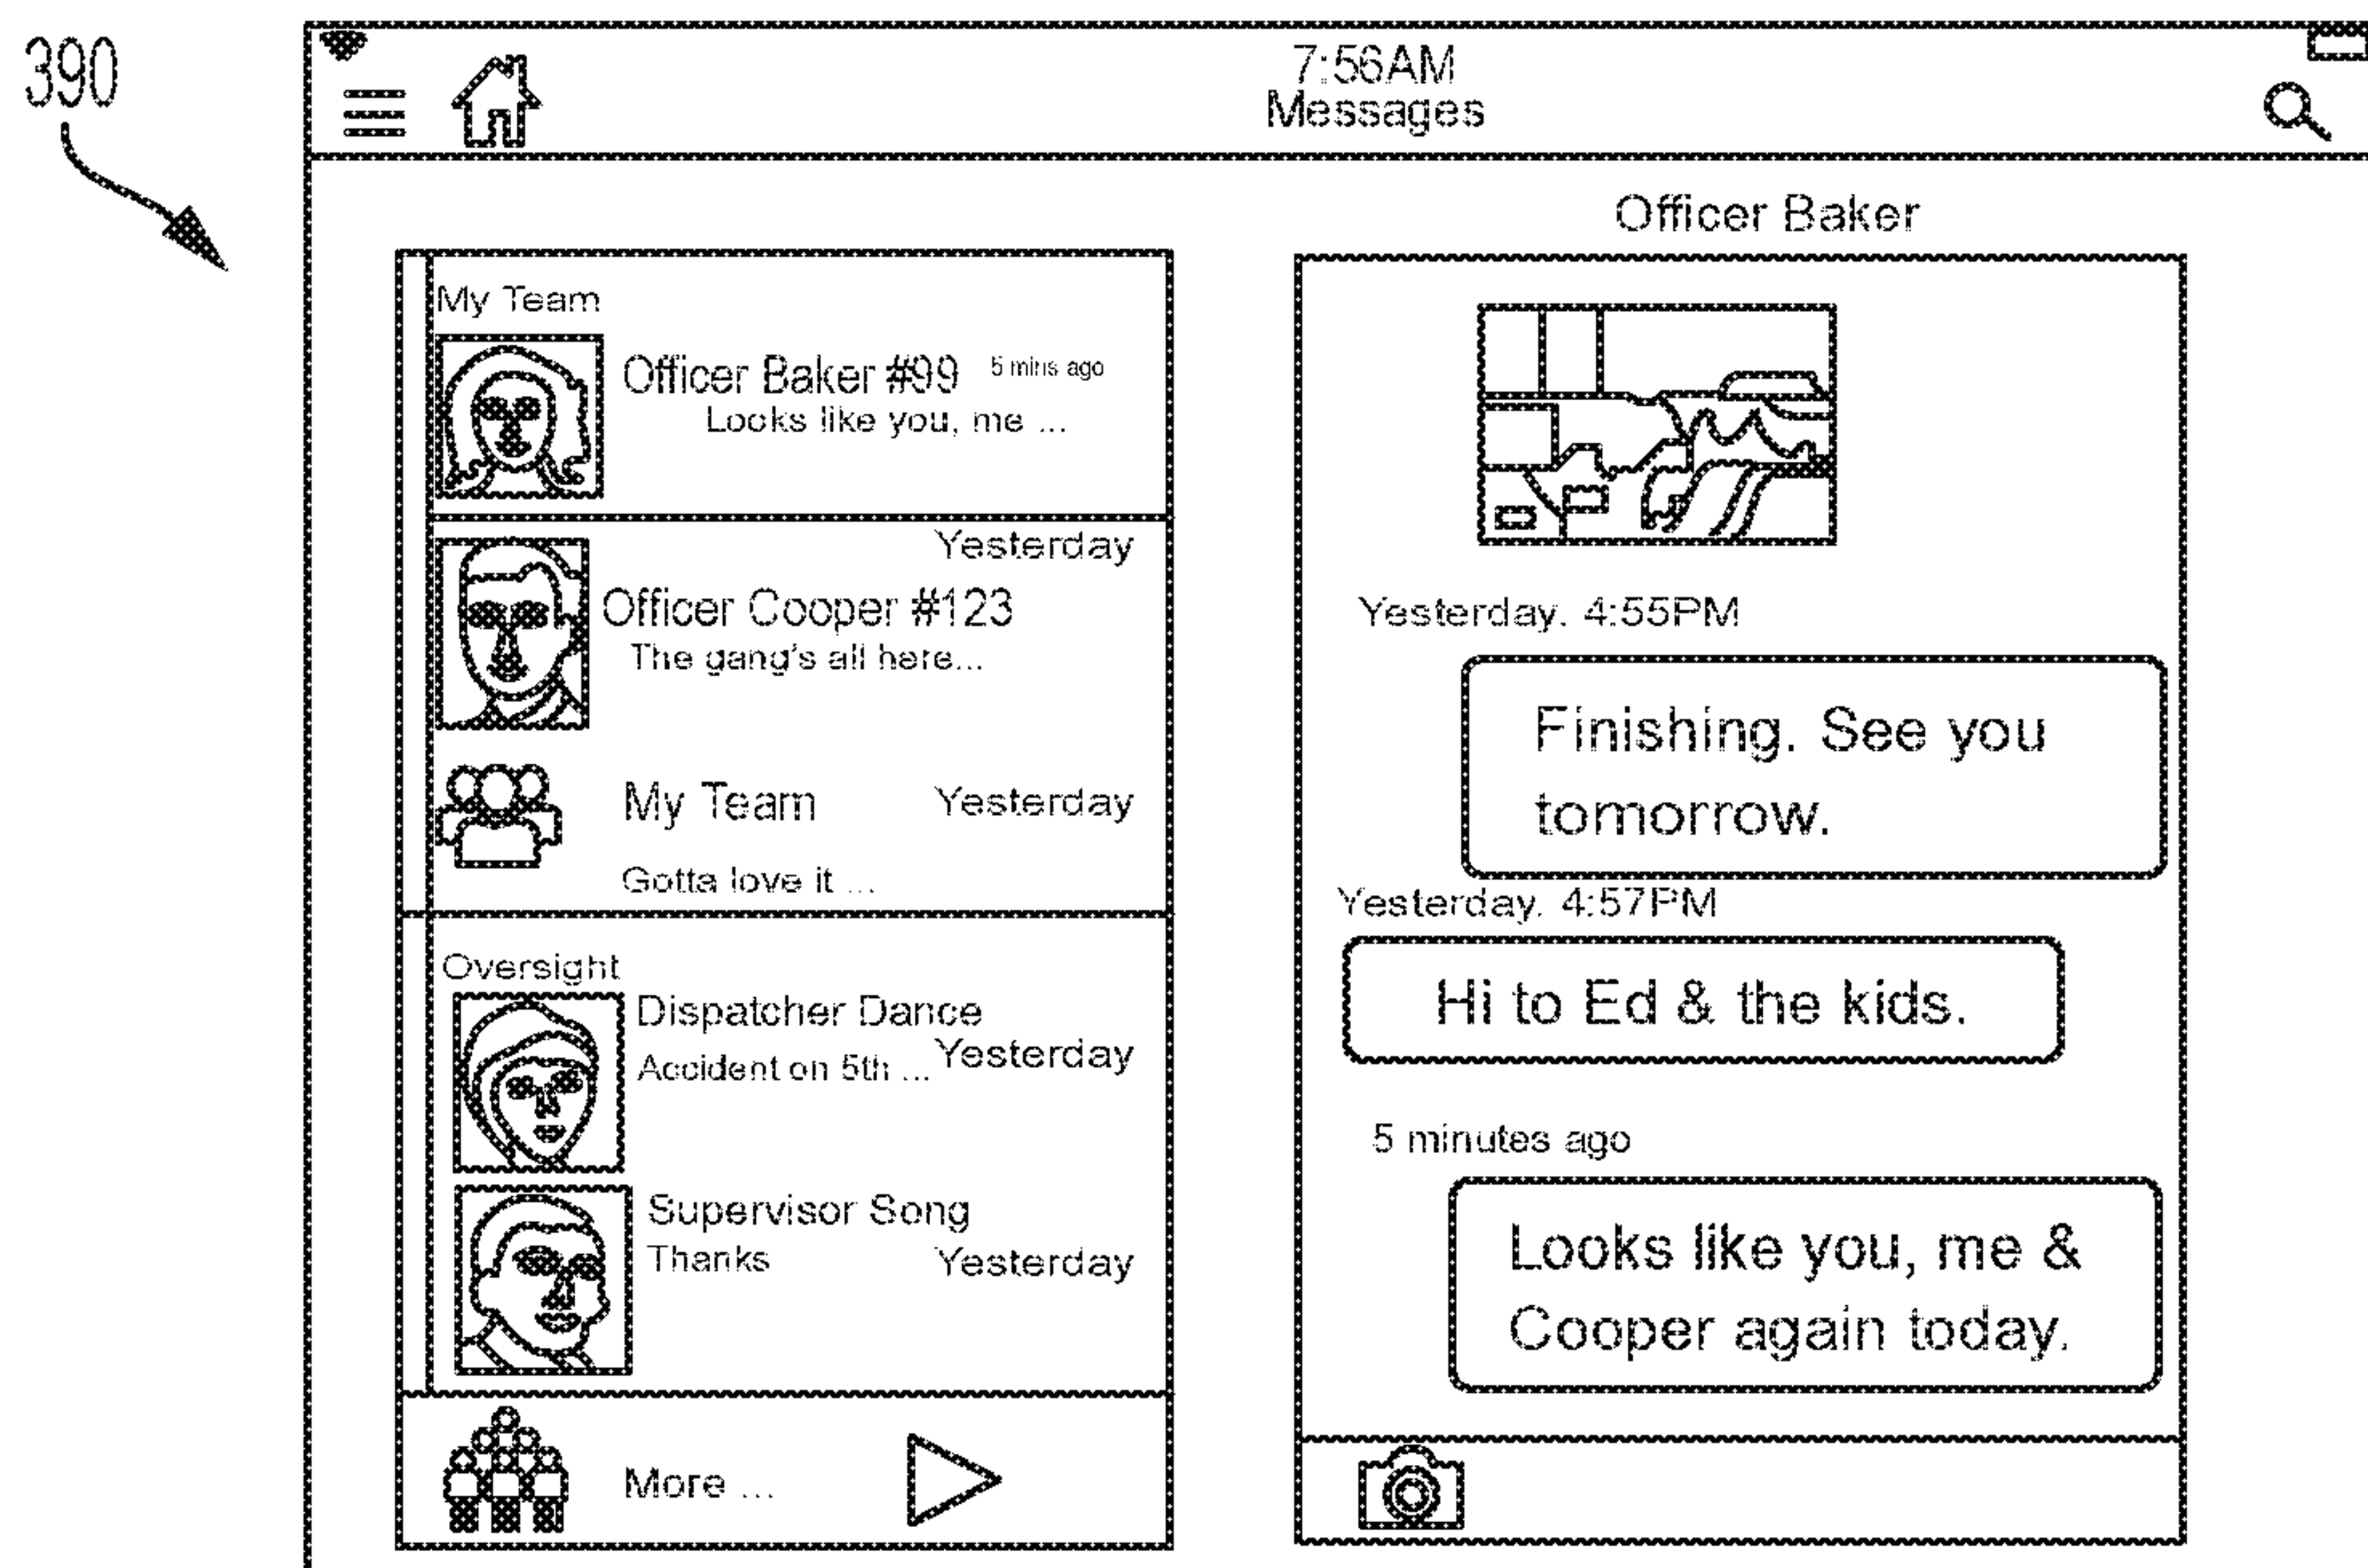 390
7:56AM
Messages
My Team
Officer Baker #99 5 mins ago
Looks like you, me ...
Yesterday
Officer Cooper #123
The gang's all here...
My Team Yesterday
Gotta love it ...
Oversight
Dispatcher Dance
Accident on 5th ... Yesterday
Supervisor Song
Thanks Yesterday
More ...
Officer Baker
Yesterday. 4:55PM
Finishing. See you
tomorrow.
Yesterday. 4:57PM
Hi to Ed & the kids.
5 minutes ago
Looks like you, me &
Cooper again today.